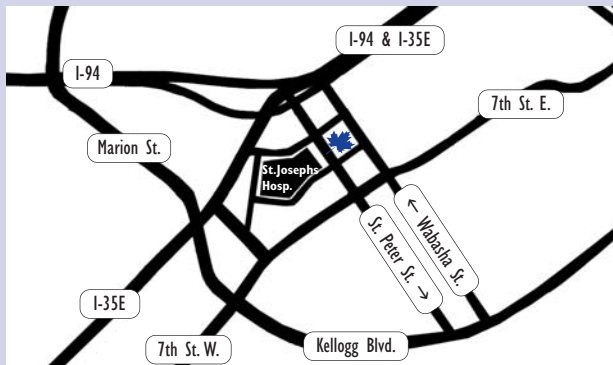 I-94 & I-35E
I-94
7th St. E.
Marion St.
St.Josephs
Hosp.
← Wabasha St.
St. Peter St. →
I-35E
7th St. W.
Kellogg Blvd.